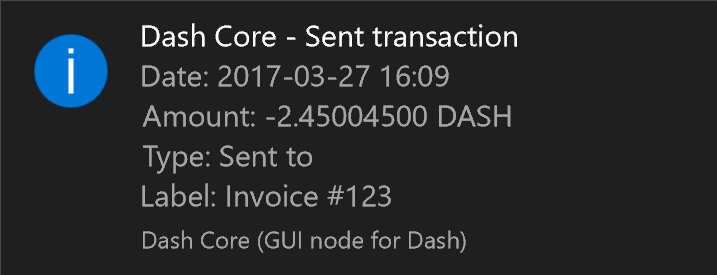 Dash Core - Sent transaction
Date: 2017-03-27 16:09
Amount: -2.45004500 DASH
Type: Sent to
Label: Invoice #123
Dash Core (GUI node for Dash)